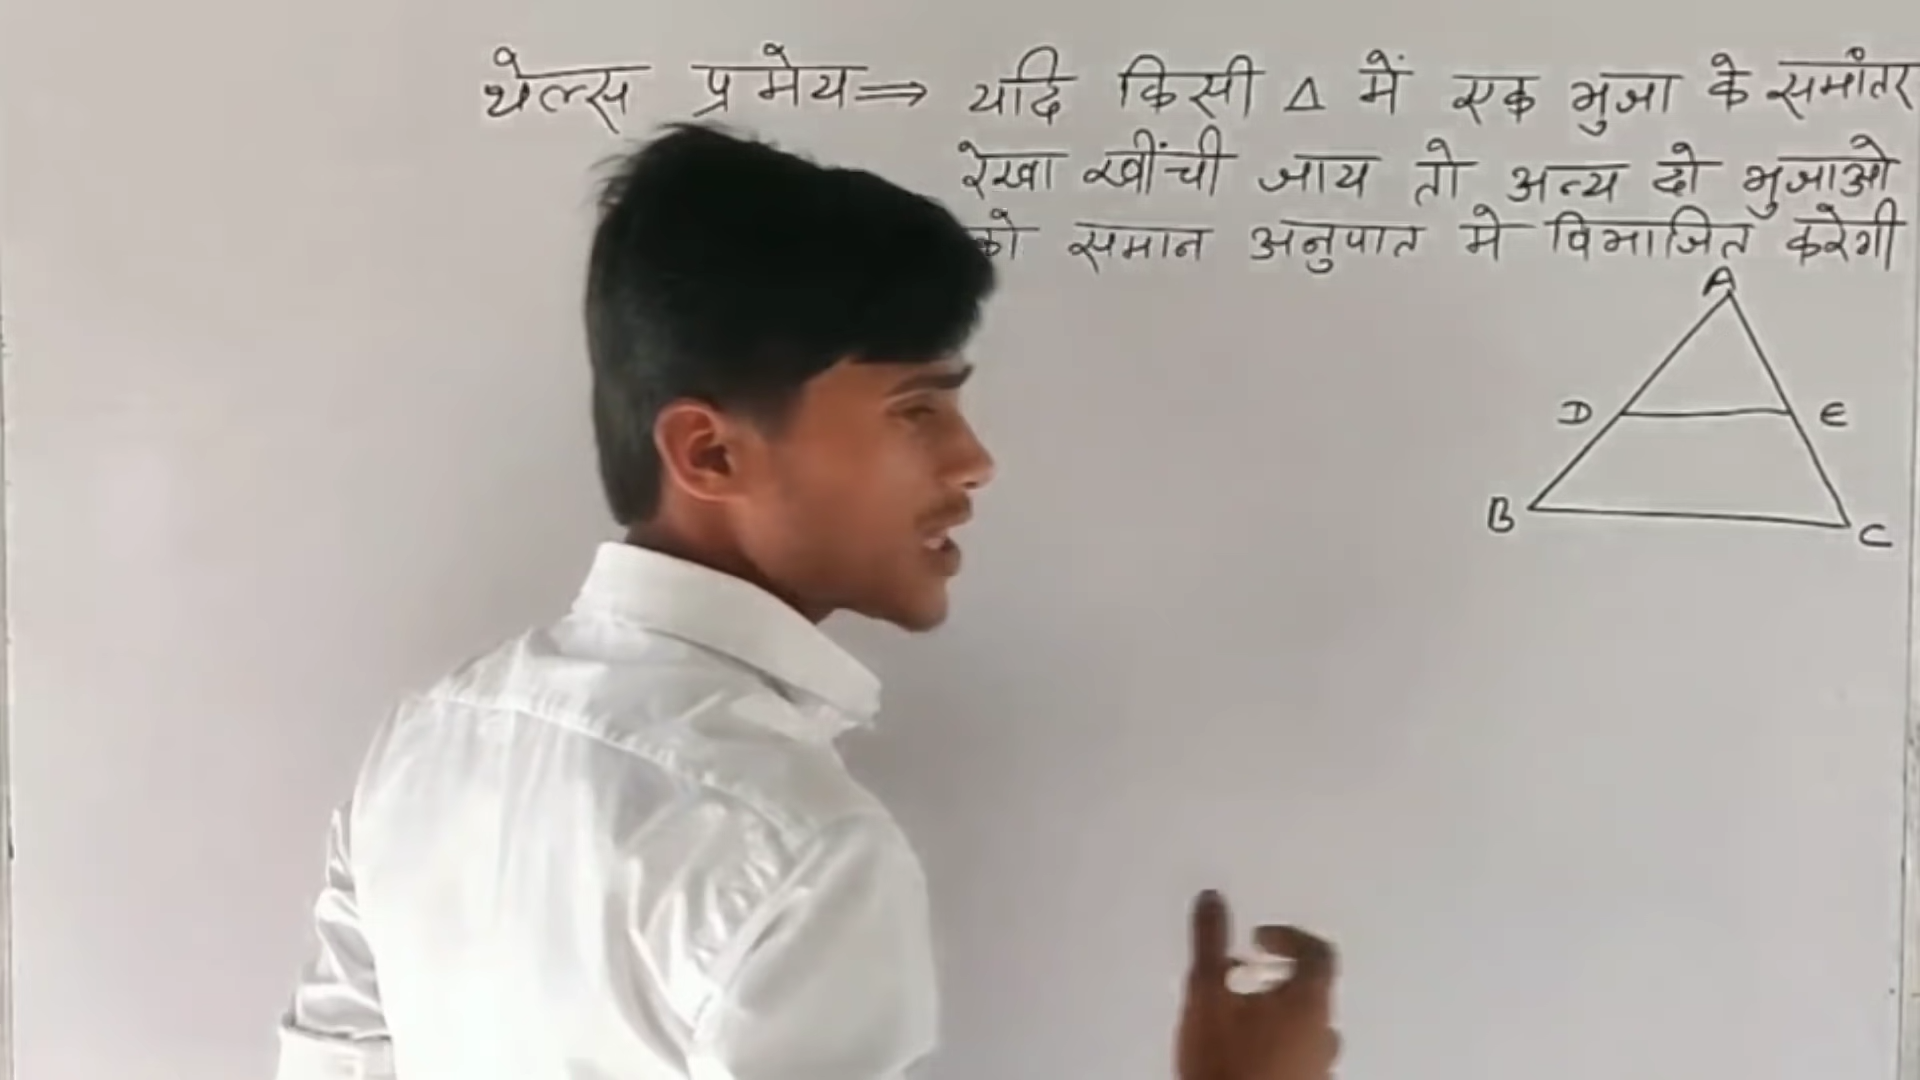 थेल्स प्रमेय ⇒ यदि किसी Δ में एक भुजा के समांतर
रेखा खींची जाय तो अन्य दो भुजाओ
को समान अनुपात मे विभाजित करेगी
A
D E
B C